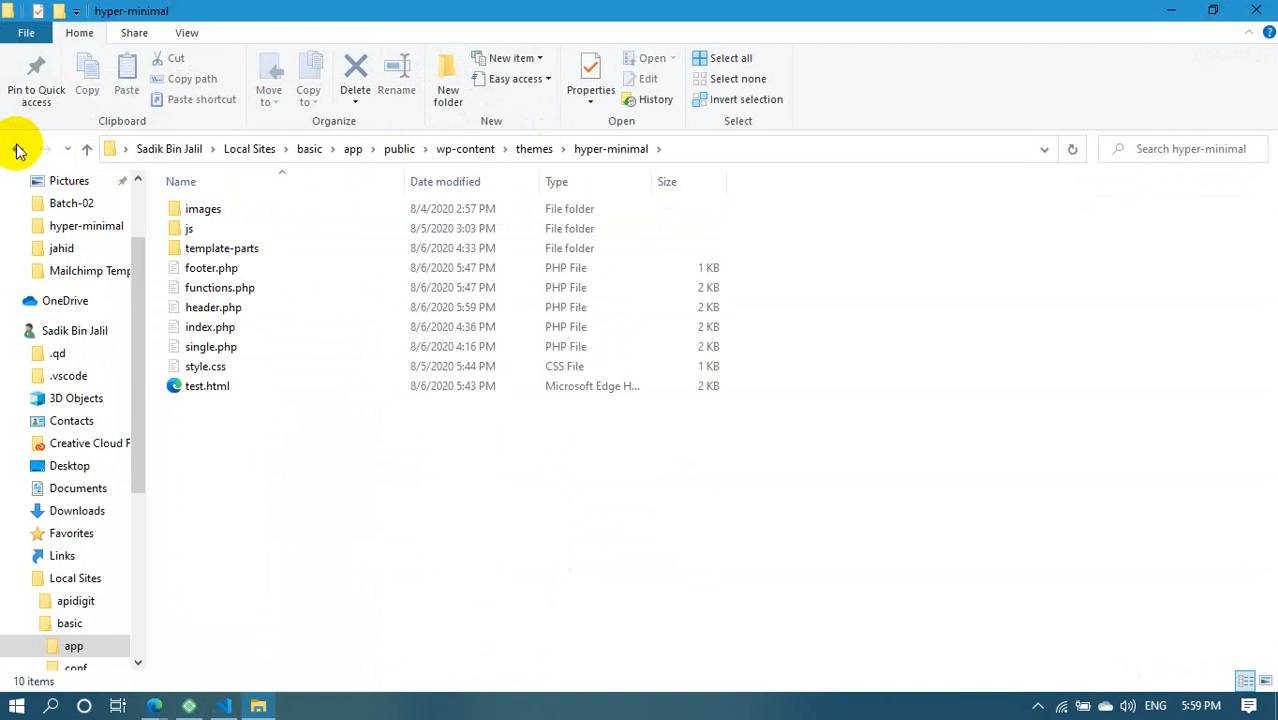 hyper-minimal
File Home Share View
Pin to Quick access
Copy
Paste
Cut
Copy path
Paste shortcut
Clipboard
Move to
Copy to
Delete
Rename
Organize
New folder
New item
Easy access
New
Properties
Open
Edit
History
Open
Select all
Select none
Invert selection
Select
Sadik Bin Jalil Local Sites basic app public wp-content themes hyper-minimal
Search hyper-minimal
Pictures
Batch-02
hyper-minimal
jahid
Mailchimp Temp
OneDrive
Sadik Bin Jalil
.qd
.vscode
3D Objects
Contacts
Creative Cloud F
Desktop
Documents
Downloads
Favorites
Links
Local Sites
apidigit
basic
app
conf
Name Date modified Type Size
images 8/4/2020 2:57 PM File folder
js 8/5/2020 3:03 PM File folder
template-parts 8/6/2020 4:33 PM File folder
footer.php 8/6/2020 5:47 PM PHP File 1 KB
functions.php 8/6/2020 5:47 PM PHP File 2 KB
header.php 8/6/2020 5:59 PM PHP File 2 KB
index.php 8/6/2020 4:36 PM PHP File 2 KB
single.php 8/6/2020 4:16 PM PHP File 2 KB
style.css 8/5/2020 5:44 PM CSS File 1 KB
test.html 8/6/2020 5:43 PM Microsoft Edge H... 2 KB
10 items
ENG 5:59 PM